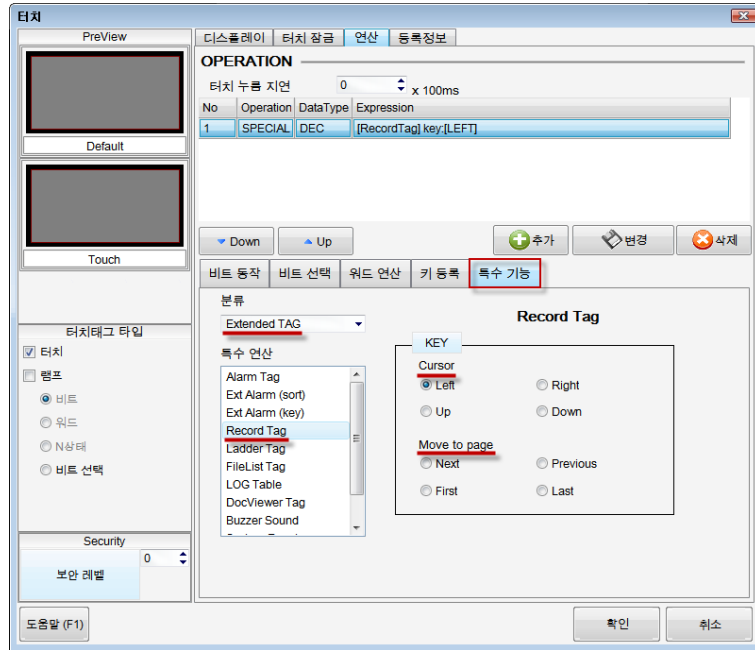 터치
PreView
Default
Touch
터치태그 타입
터치
램프
비트
워드
N상태
비트 선택
Security
보안 레벨
0
디스플레이 터치 잠금 연산 등록정보
OPERATION
터치 누름 지연 0 x 100ms
No Operation DataType Expression
1 SPECIAL DEC [RecordTag] key:[LEFT]
Down Up 추가 변경 삭제
비트 동작 비트 선택 워드 연산 키 등록 특수 기능
분류
Extended TAG
특수 연산
Alarm Tag
Ext Alarm (sort)
Ext Alarm (key)
Record Tag
Ladder Tag
FileList Tag
LOG Table
DocViewer Tag
Buzzer Sound
Record Tag
KEY
Cursor
Left Right
Up Down
Move to page
Next Previous
First Last
도움말 (F1) 확인 취소